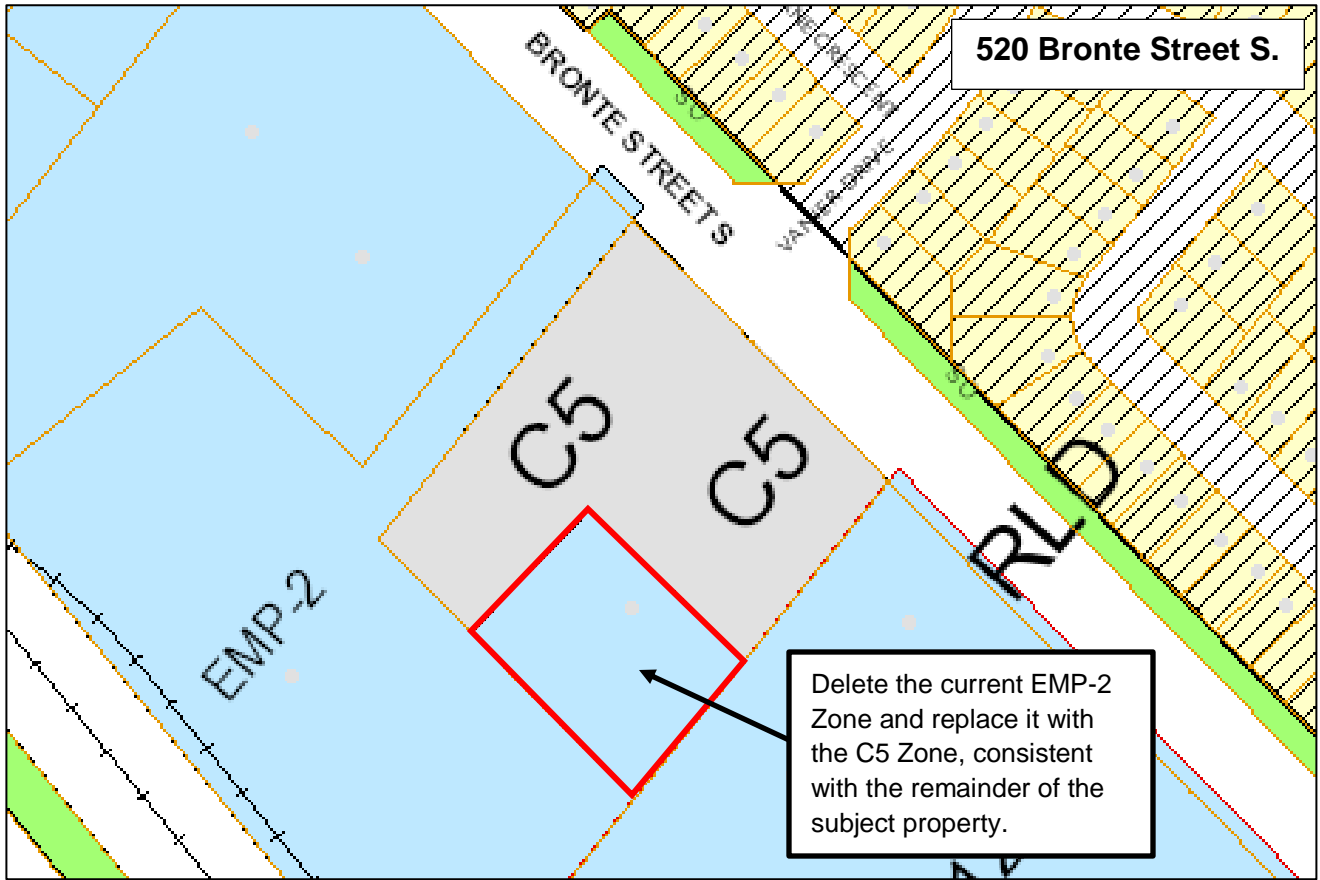 520 Bronte Street S.
BRONTE STREET S
C5
C5
RLD
EMP-2
Delete the current EMP-2
Zone and replace it with
the C5 Zone, consistent
with the remainder of the
subject property.